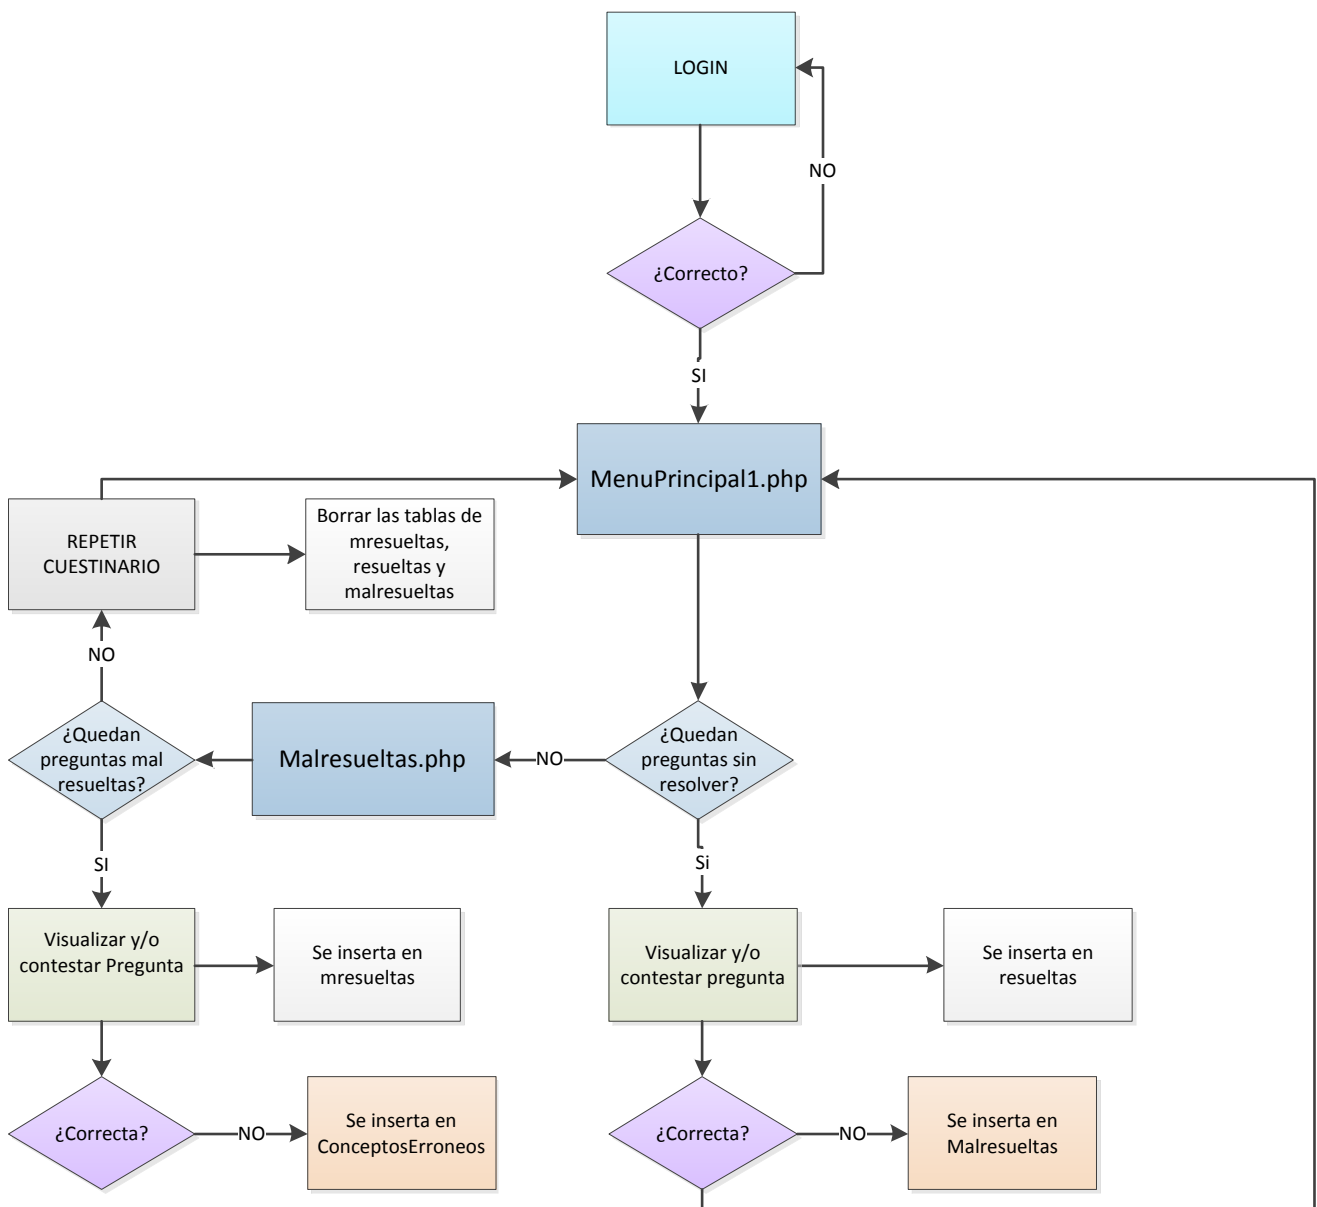 LOGIN
NO
¿Correcto?
SI
MenuPrincipal1.php
REPETIR
CUESTINARIO
Borrar las tablas de
mresueltas,
resueltas y
malresueltas
NO
¿Quedan
preguntas mal
resueltas?
Malresueltas.php
NO
¿Quedan
preguntas sin
resolver?
SI
Si
Visualizar y/o
contestar Pregunta
Se inserta en
mresueltas
Visualizar y/o
contestar pregunta
Se inserta en
resueltas
¿Correcta?
NO
Se inserta en
ConceptosErroneos
¿Correcta?
NO
Se inserta en
Malresueltas